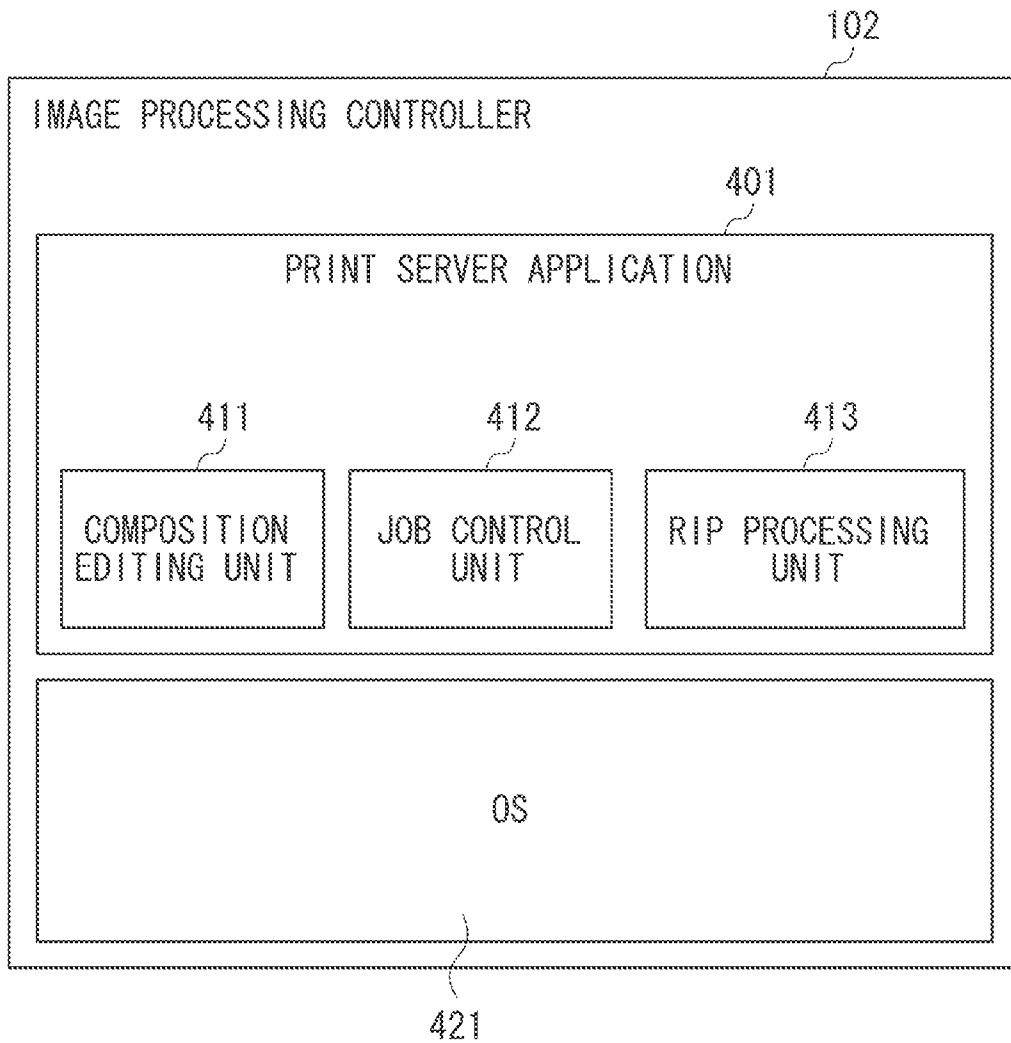 102
IMAGE PROCESSING CONTROLLER
401
PRINT SERVER APPLICATION
411
412
413
COMPOSITION
EDITING UNIT
JOB CONTROL
UNIT
RIP PROCESSING
UNIT
OS
421